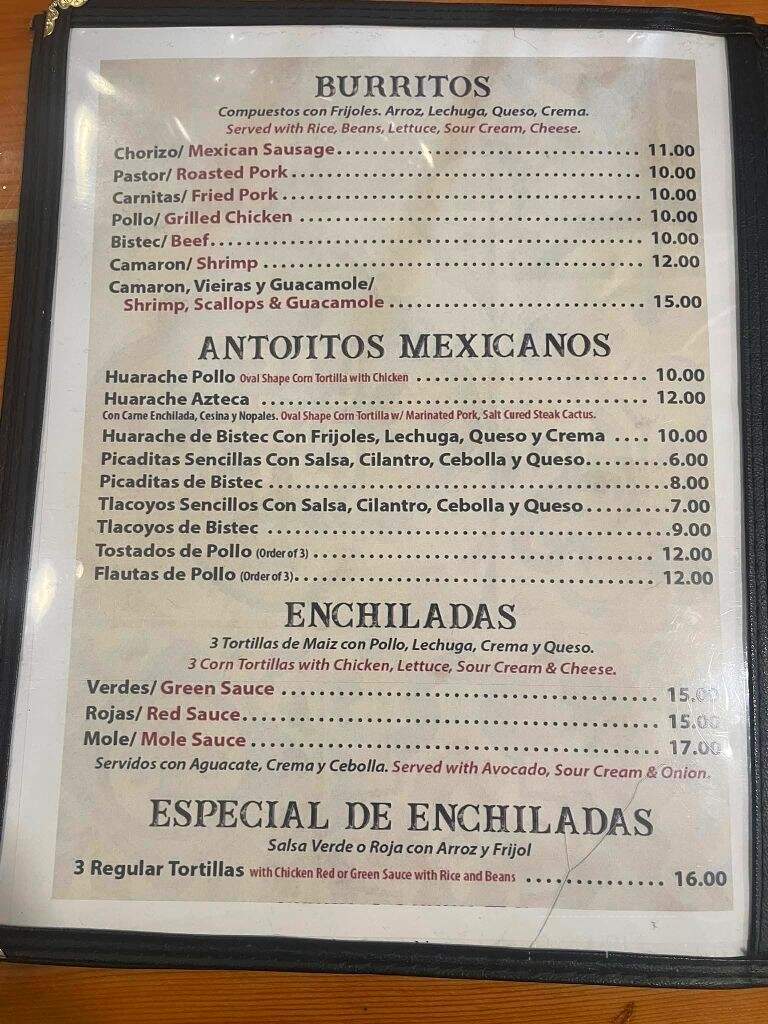 BURRITOS
Compuestos con Frijoles. Arroz, Lechuga, Queso, Crema.
Served with Rice, Beans, Lettuce, Sour Cream, Cheese.
Chorizo/ Mexican Sausage 11.00
Pastor/ Roasted Pork 10.00
Carnitas/ Fried Pork 10.00
Pollo/ Grilled Chicken 10.00
Bistec/ Beef 10.00
Camaron/ Shrimp 12.00
Camaron, Vieiras y Guacamole/
Shrimp, Scallops & Guacamole 15.00
ANTOJITOS MEXICANOS
Huarache Pollo Oval Shape Corn Tortilla with Chicken 10.00
Huarache Azteca 12.00
Con Carne Enchilada, Cesina y Nopales. Oval Shape Corn Tortilla w/ Marinated Pork, Salt Cured Steak Cactus.
Huarache de Bistec Con Frijoles, Lechuga, Queso y Crema 10.00
Picaditas Sencillas Con Salsa, Cilantro, Cebolla y Queso 6.00
Picaditas de Bistec 8.00
Tlacoyos Sencillos Con Salsa, Cilantro, Cebolla y Queso 7.00
Tlacoyos de Bistec 9.00
Tostados de Pollo (Order of 3) 12.00
Flautas de Pollo (Order of 3) 12.00
ENCHILADAS
3 Tortillas de Maiz con Pollo, Lechuga, Crema y Queso.
3 Corn Tortillas with Chicken, Lettuce, Sour Cream & Cheese.
Verdes/ Green Sauce 15.00
Rojas/ Red Sauce 15.00
Mole/ Mole Sauce 17.00
Servidos con Aguacate, Crema y Cebolla. Served with Avocado, Sour Cream & Onion.
ESPECIAL DE ENCHILADAS
Salsa Verde o Roja con Arroz y Frijol
3 Regular Tortillas with Chicken Red or Green Sauce with Rice and Beans 16.00